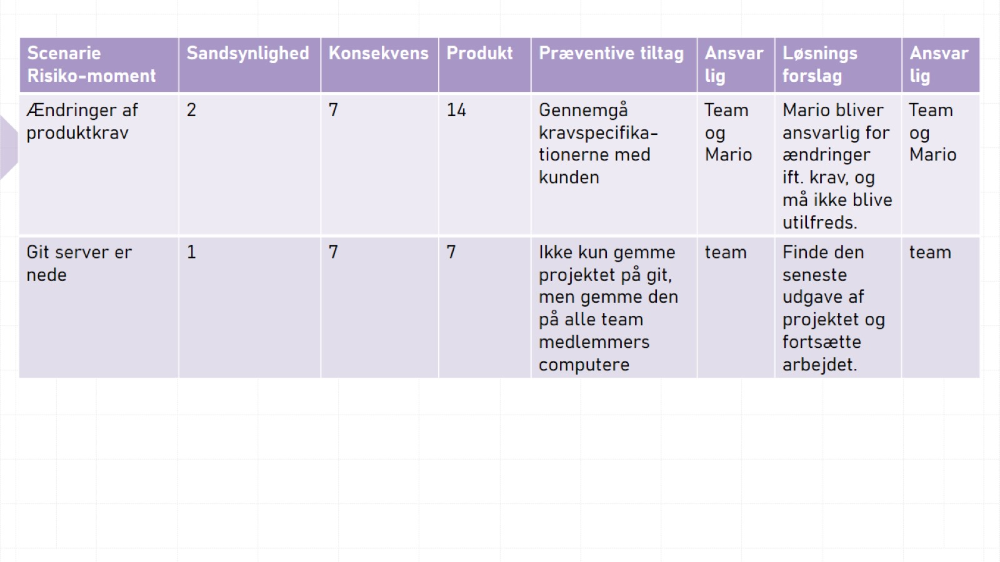 Scenarie
Risiko-moment
Sandsynlighed
Konsekvens
Produkt
Præventive tiltag
Ansvar
lig
Løsnings
forslag
Ansvar
lig
Ændringer af
produktkrav
2
7
14
Gennemgå
kravspecifika-
tionerne med
kunden
Team
og
Mario
Mario bliver
ansvarlig for
ændringer
ift. krav, og
må ikke blive
utilfreds.
Team
og
Mario
Git server er
nede
1
7
7
Ikke kun gemme
projektet på git,
men gemme den
på alle team
medlemmers
computere
team
Finde den
seneste
udgave af
projektet og
fortsætte
arbejdet.
team